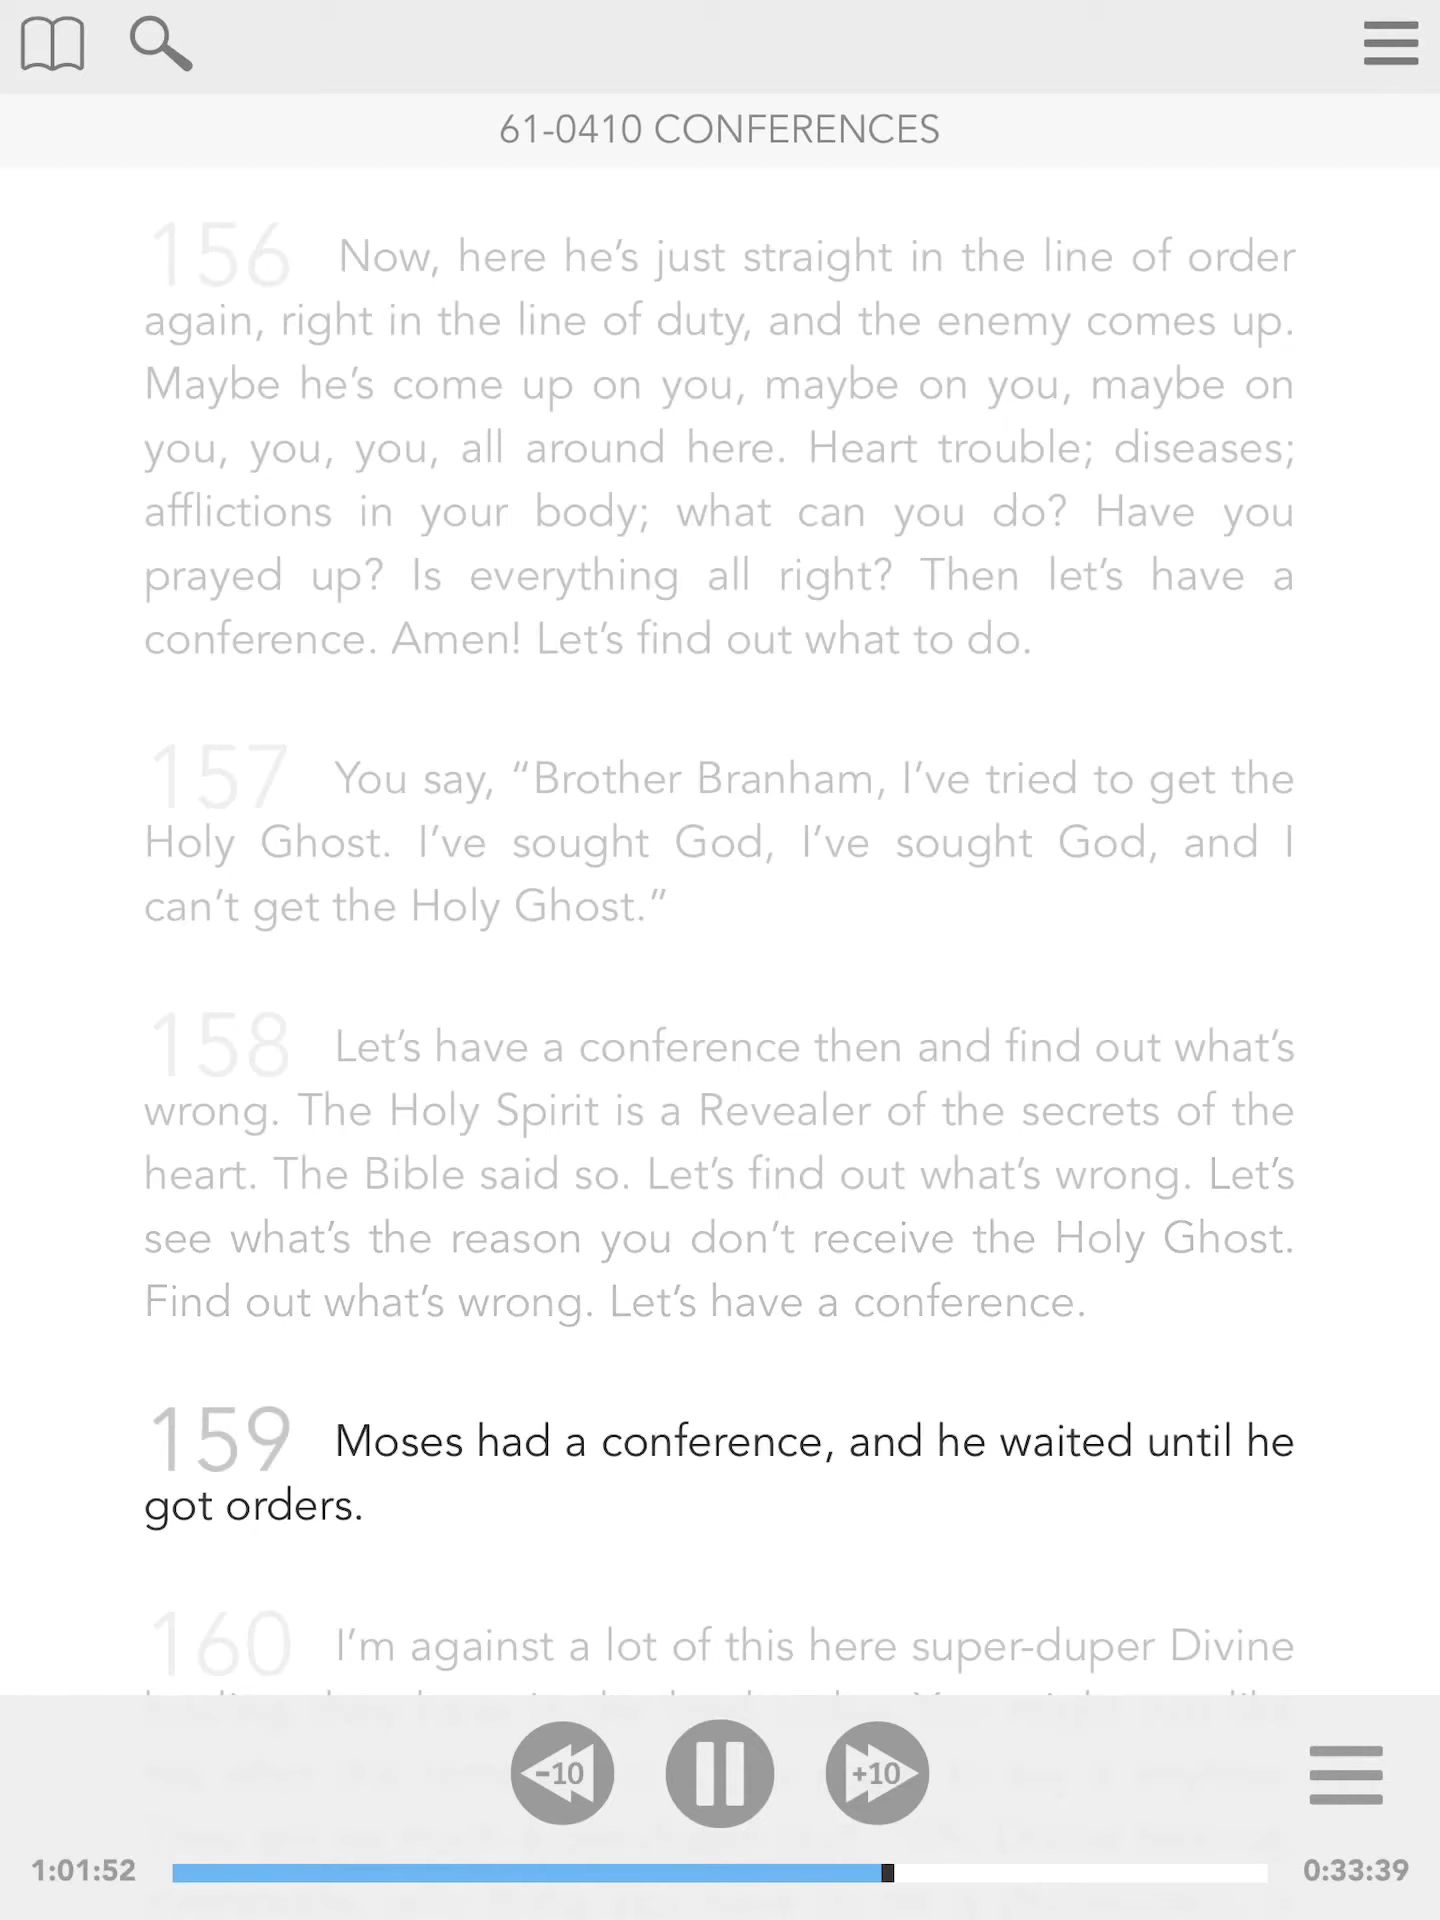 61-0410 CONFERENCES
156 Now, here he’s just straight in the line of order
again, right in the line of duty, and the enemy comes up.
Maybe he’s come up on you, maybe on you, maybe on
you, you, you, all around here. Heart trouble; diseases;
afflictions in your body; what can you do? Have you
prayed up? Is everything all right? Then let’s have a
conference. Amen! Let’s find out what to do.
157 You say, “Brother Branham, I’ve tried to get the
Holy Ghost. I’ve sought God, I’ve sought God, and I
can’t get the Holy Ghost.”
158 Let’s have a conference then and find out what’s
wrong. The Holy Spirit is a Revealer of the secrets of the
heart. The Bible said so. Let’s find out what’s wrong. Let’s
see what’s the reason you don’t receive the Holy Ghost.
Find out what’s wrong. Let’s have a conference.
159 Moses had a conference, and he waited until he
got orders.
160 I’m against a lot of this here super-duper Divine
-10 +10
1:01:52 0:33:39